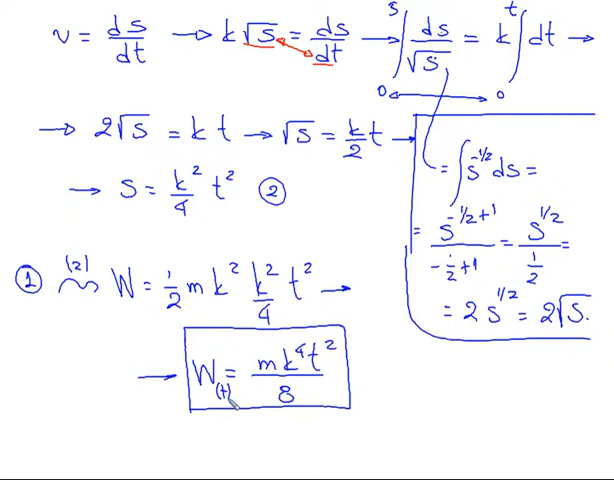 v = ds/dt → k√s = ds/dt → ∫₀ˢ ds/√s = k ∫₀ᵗ dt →
→ 2√s = kt → √s = k/2 t →
→ s = k²/4 t² ②
= ∫ s^(-1/2) ds =
= s^(-1/2+1)/(-1/2+1) = s^(1/2)/(1/2) =
= 2 s^(1/2) = 2√s.
① (2) W = 1/2 m k² k²/4 t² →
→ W(t) = mk⁴t²/8